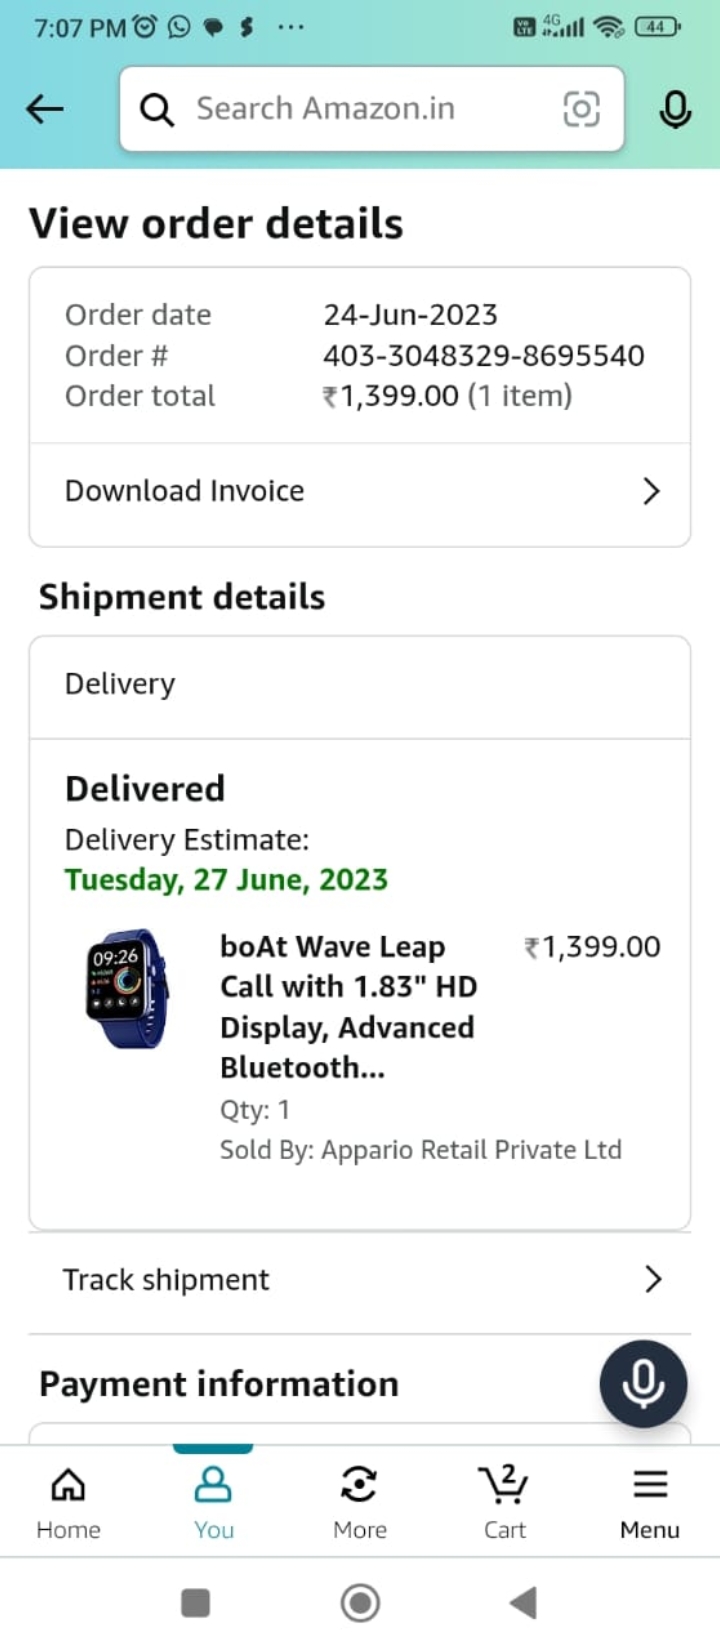 7:07 PM
Vo LTE 4G 44
Search Amazon.in
View order details
Order date 24-Jun-2023
Order # 403-3048329-8695540
Order total ₹1,399.00 (1 item)
Download Invoice
Shipment details
Delivery
Delivered
Delivery Estimate:
Tuesday, 27 June, 2023
09:26
boAt Wave Leap ₹1,399.00
Call with 1.83" HD
Display, Advanced
Bluetooth...
Qty: 1
Sold By: Appario Retail Private Ltd
Track shipment
Payment information
2
Home You More Cart Menu